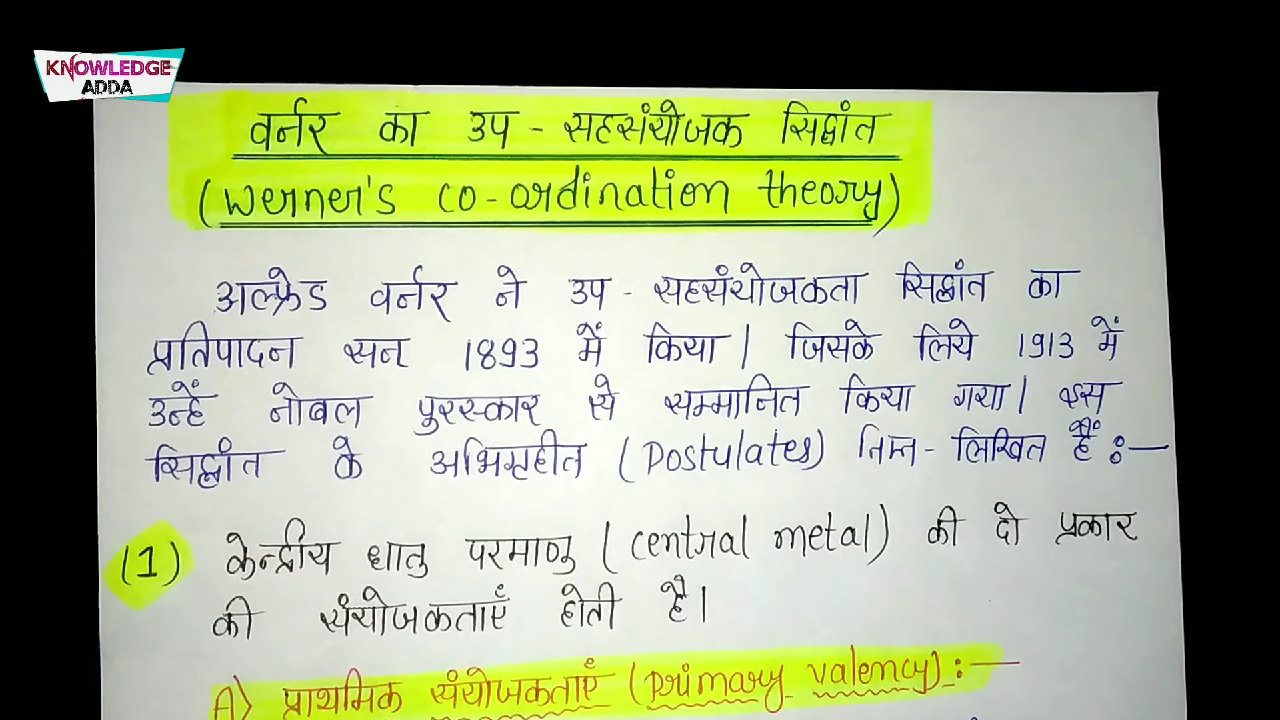 KNOWLEDGE
ADDA
वर्नर का उप - सहसंयोजक सिद्धांत
(Werner's co-ordination theory)
अल्फ्रेड वर्नर ने उप - सहसंयोजकता सिद्धांत का
प्रतिपादन सन् 1893 में किया। जिसके लिये 1913 में
उन्हें नोबल पुरस्कार से सम्मानित किया गया। इस
सिद्धांत के अभिगृहीत (Postulates) निम्न - लिखित हैं :—
(1) केन्द्रीय धातु परमाणु (central metal) की दो प्रकार
की संयोजकताएँ होती है।
A) प्राथमिक संयोजकताएँ (Primary valency) :—